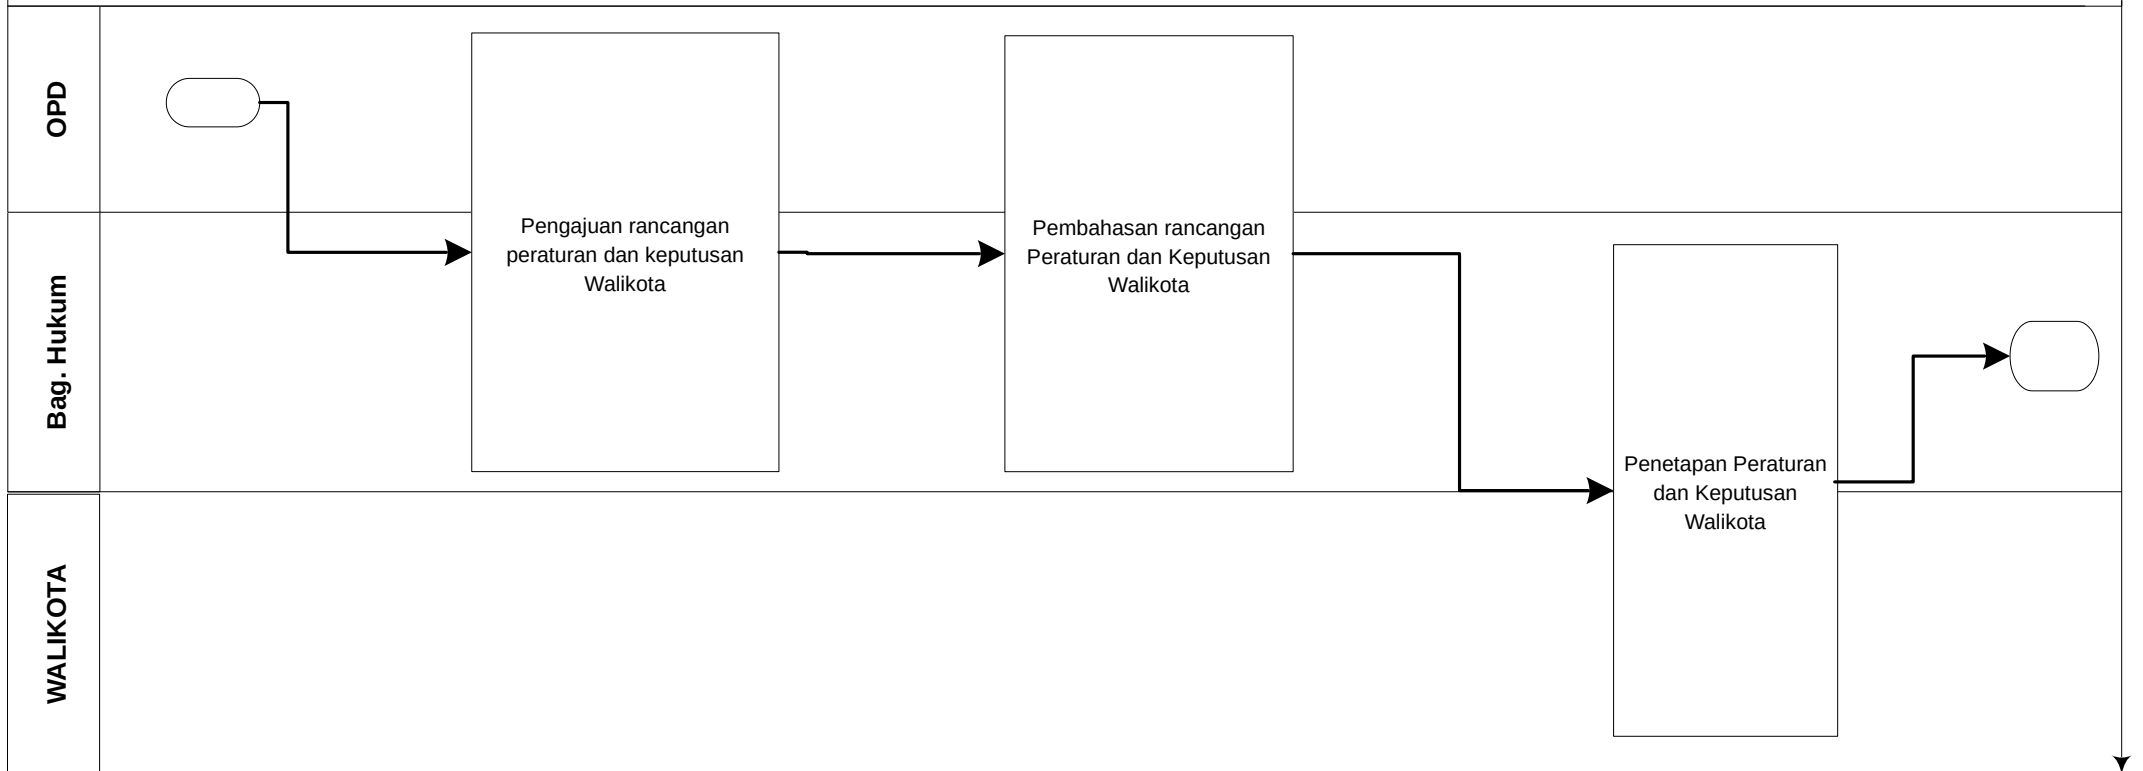 OPD
Pengajuan rancangan
peraturan dan keputusan
Walikota
Pembahasan rancangan
Peraturan dan Keputusan
Walikota
Bag. Hukum
Penetapan Peraturan
dan Keputusan
Walikota
WALIKOTA